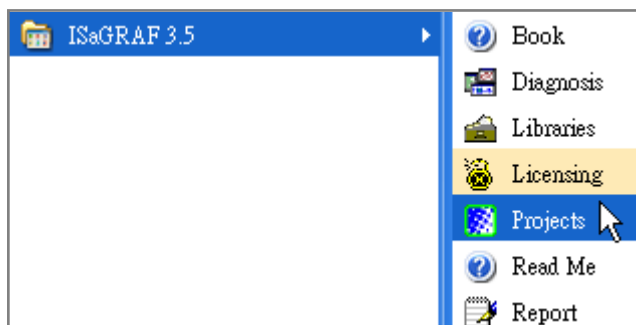 ISaGRAF 3.5
Book
Diagnosis
Libraries
Licensing
Projects
Read Me
Report